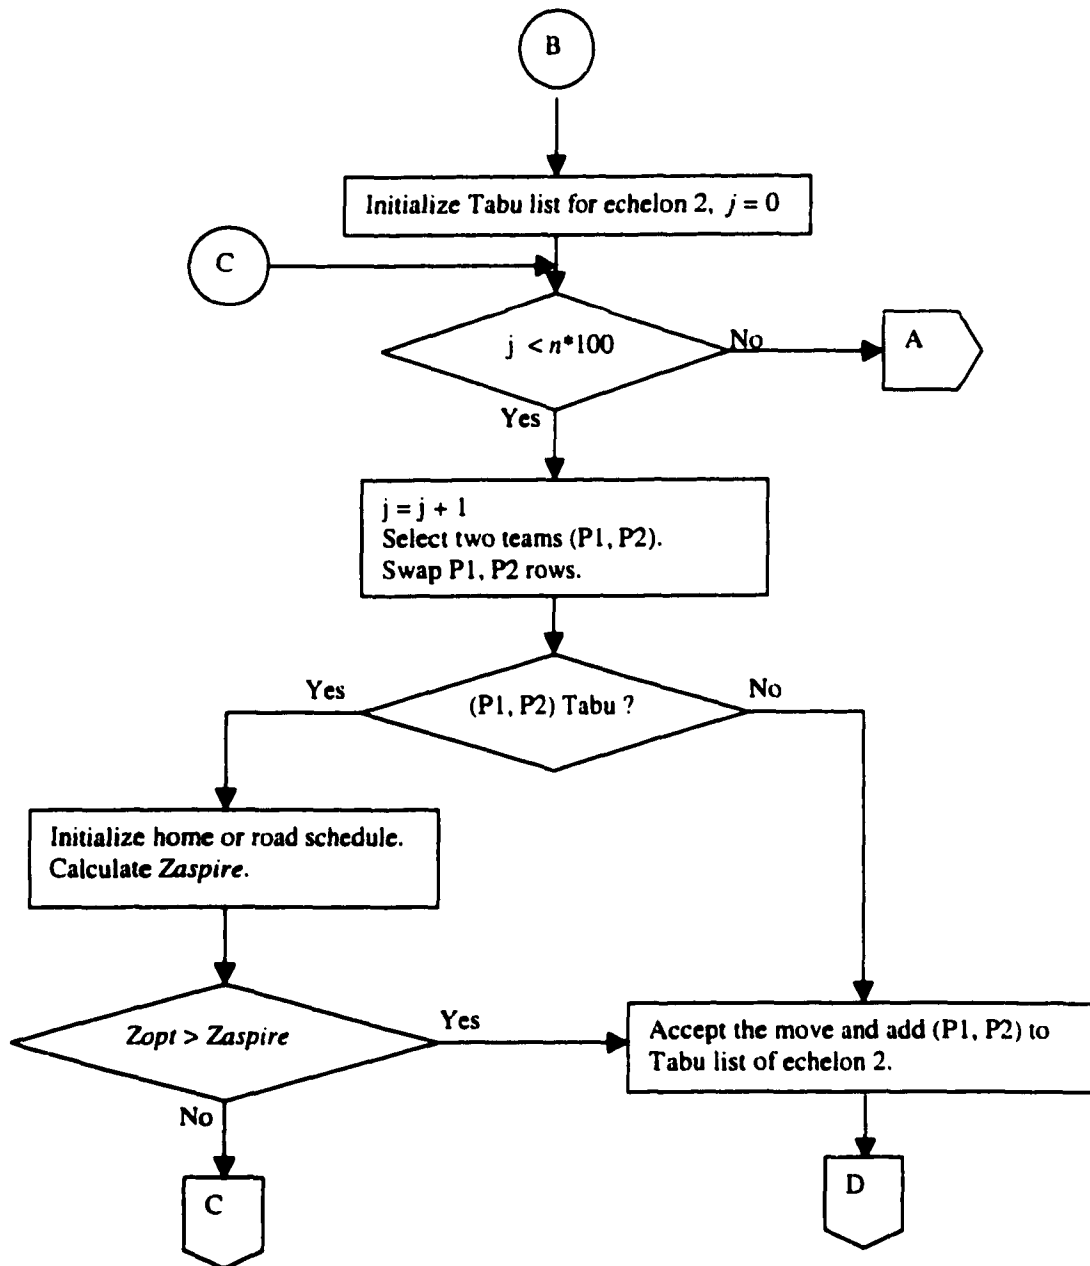 B
Initialize Tabu list for echelon 2, j = 0
C
j < n*100
No
A
Yes
j = j + 1
Select two teams (P1, P2).
Swap P1, P2 rows.
Yes
(P1, P2) Tabu ?
No
Initialize home or road schedule.
Calculate Zaspire.
Zopt > Zaspire
Yes
Accept the move and add (P1, P2) to
Tabu list of echelon 2.
No
C
D